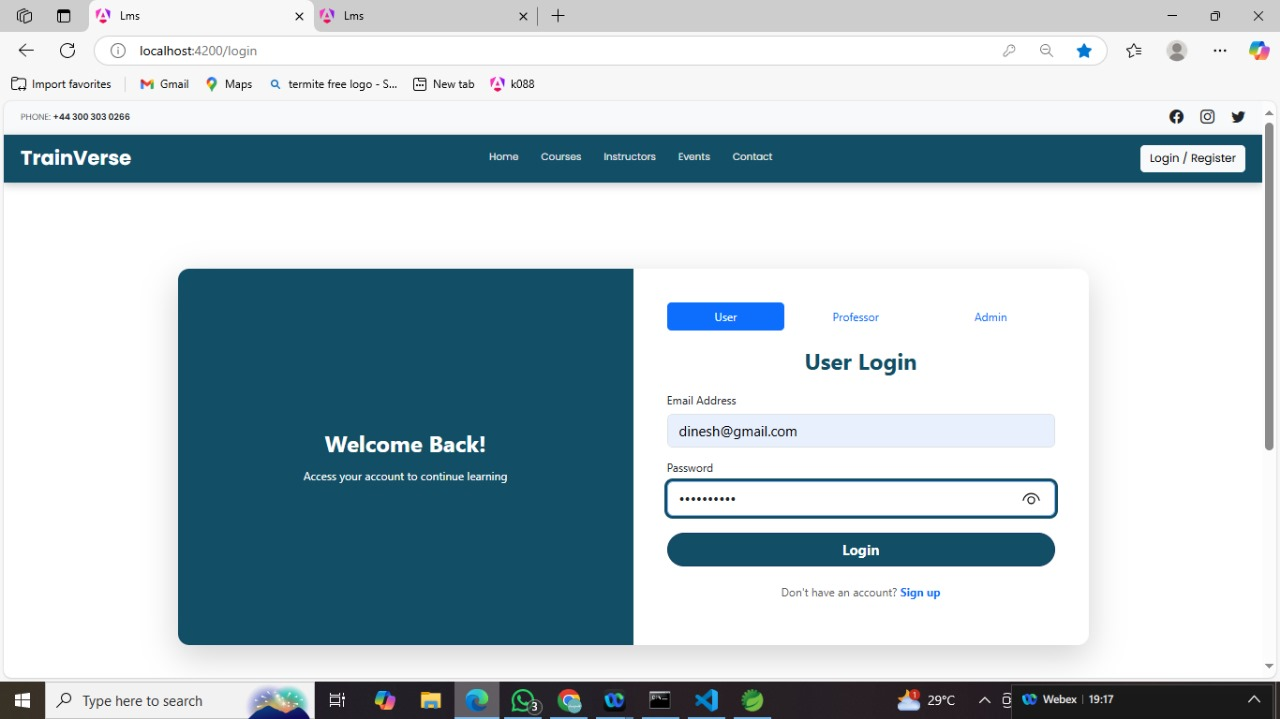 Lms
Lms
localhost:4200/login
Import favorites
Gmail
Maps
termite free logo - S...
New tab
k088
PHONE: +44 300 303 0266
TrainVerse
Home
Courses
Instructors
Events
Contact
Login / Register
User
Professor
Admin
User Login
Email Address
dinesh@gmail.com
Password
••••••••••
Login
Don't have an account? Sign up
Welcome Back!
Access your account to continue learning
Type here to search
3
1
29°C
Webex
19:17